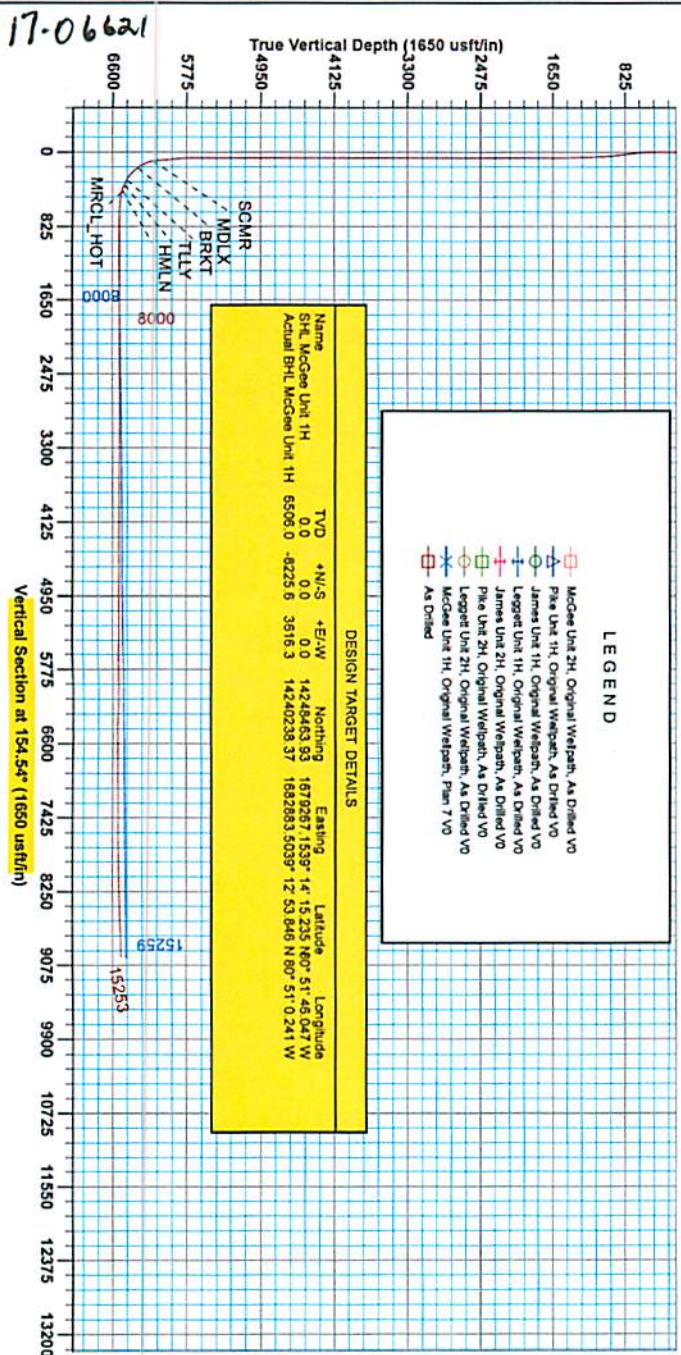 17-06621
True Vertical Depth (1650 usft/in)
6600
5775
4950
4125
3300
2475
1650
825
0
825
1650
2475
3300
4125
4950
5775
6600
7425
8250
9075
9900
10725
11550
12375
13200
Vertical Section at 154.54° (1650 usft/in)
SCMR
MDLX
BRKT
TLLY
HMLN
MRCL_HOT
8000
8000
15259
15253
LEGEND
McGee Unit 2H, Original Wellpath, As Drilled V0
Pike Unit 1H, Original Wellpath, As Drilled V0
James Unit 1H, Original Wellpath, As Drilled V0
Leggett Unit 1H, Original Wellpath, As Drilled V0
James Unit 2H, Original Wellpath, As Drilled V0
Pike Unit 2H, Original Wellpath, As Drilled V0
Leggett Unit 2H, Original Wellpath, As Drilled V0
McGee Unit 1H, Original Wellpath, Plan 7 V0
As Drilled
DESIGN TARGET DETAILS
Name TVD +N/-S +E/-W Northing Easting Latitude Longitude
SHL McGee Unit 1H 0.0 0.0 0.0 14248463.93 1679267.1539° 14' 15.235 N80° 51' 46.047 W
Actual BHL McGee Unit 1H 6506.0 -8225.6 3616.3 14240238.37 1682883.5039° 12' 53.846 N 80° 51' 0.241 W